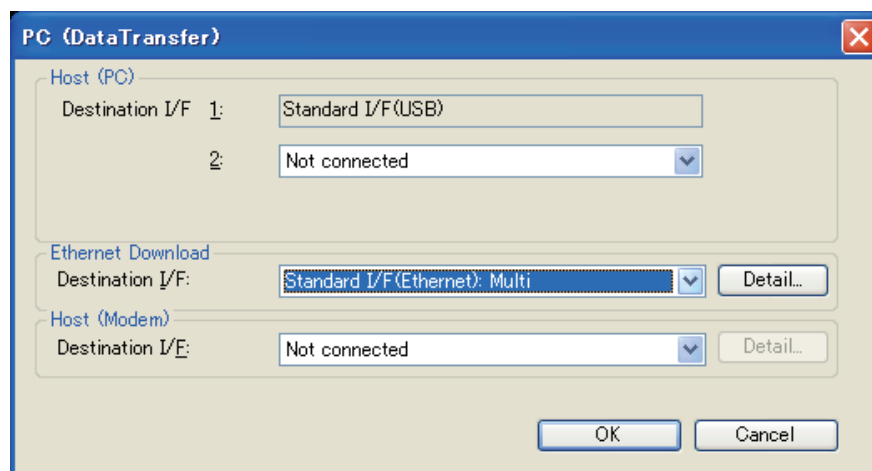 PC (DataTransfer)
Host (PC)
Destination I/F 1: Standard I/F(USB)
2: Not connected
Ethernet Download
Destination I/F: Standard I/F(Ethernet): Multi Detail...
Host (Modem)
Destination I/F: Not connected Detail...
OK Cancel